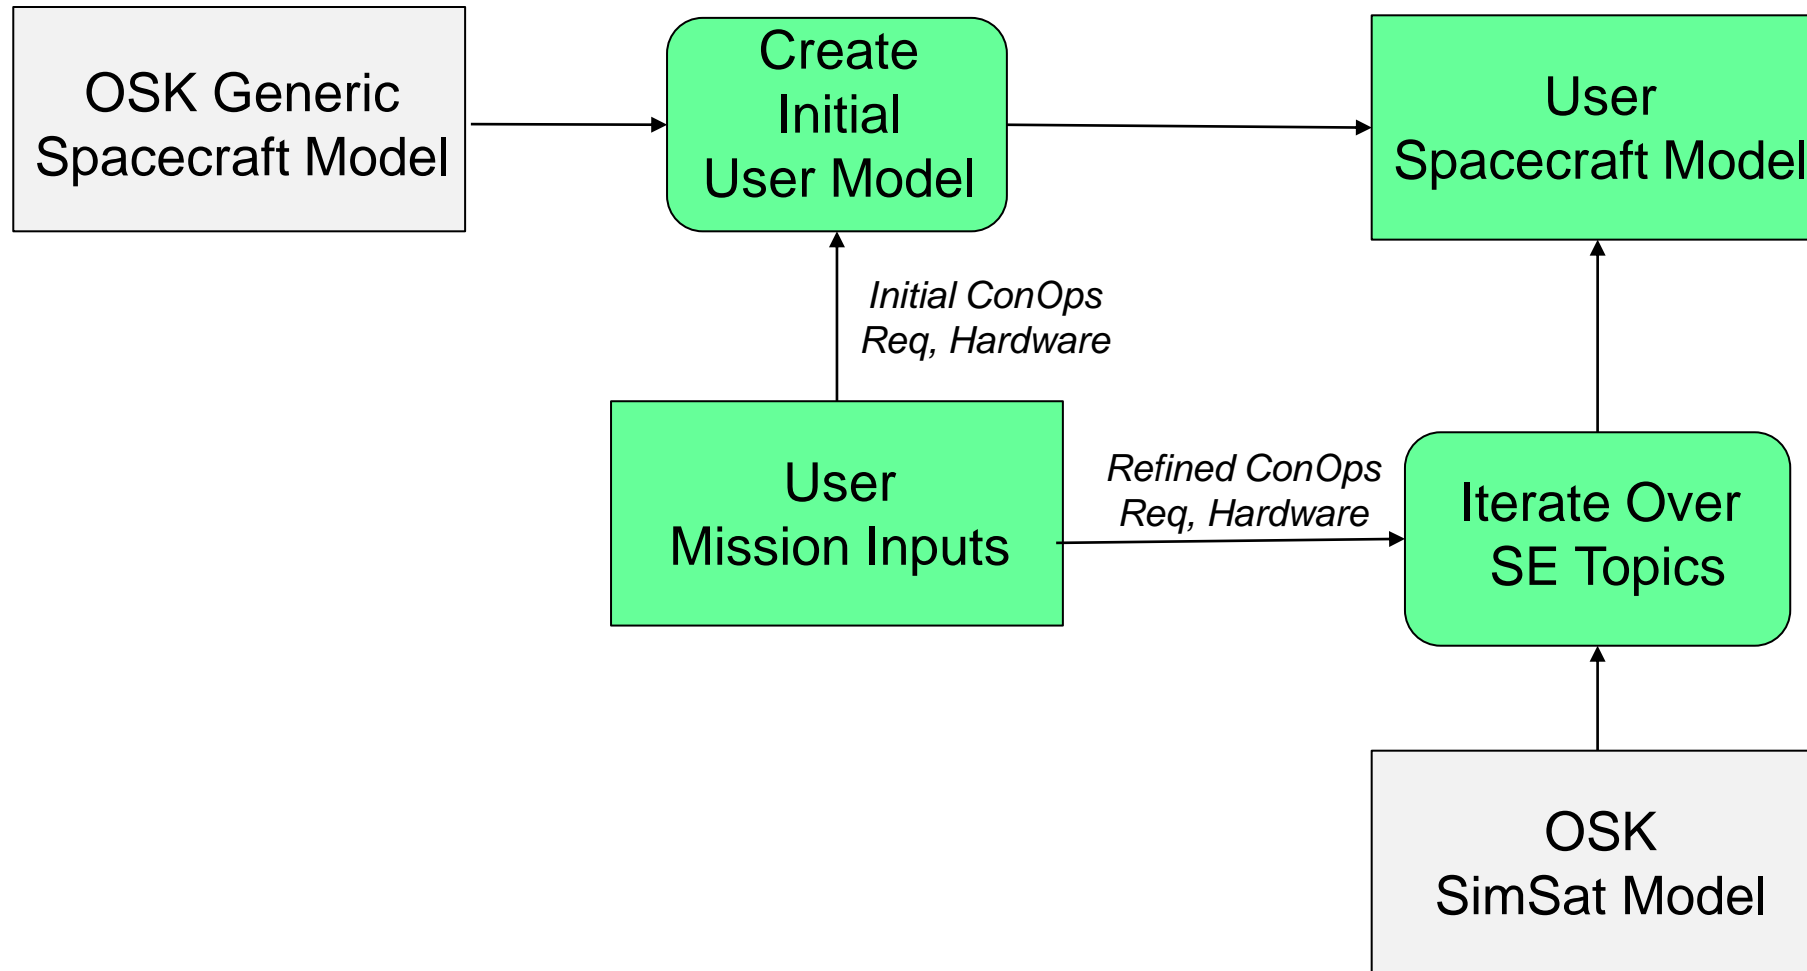 OSK Generic
Spacecraft Model
Create
Initial
User Model
User
Spacecraft Model
Initial ConOps
Req, Hardware
User
Mission Inputs
Refined ConOps
Req, Hardware
Iterate Over
SE Topics
OSK
SimSat Model